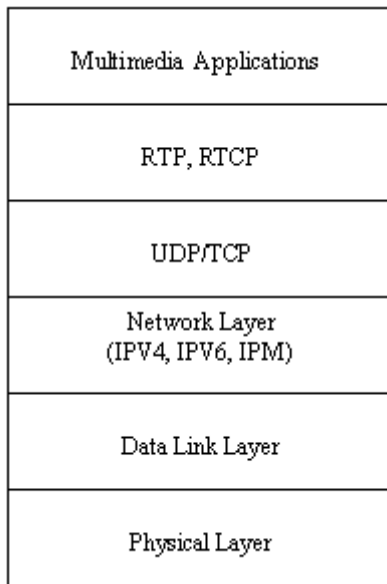 Multimedia Applications
RTP, RTCP
UDP/TCP
Network Layer
(IPV4, IPV6, IPM)
Data Link Layer
Physical Layer